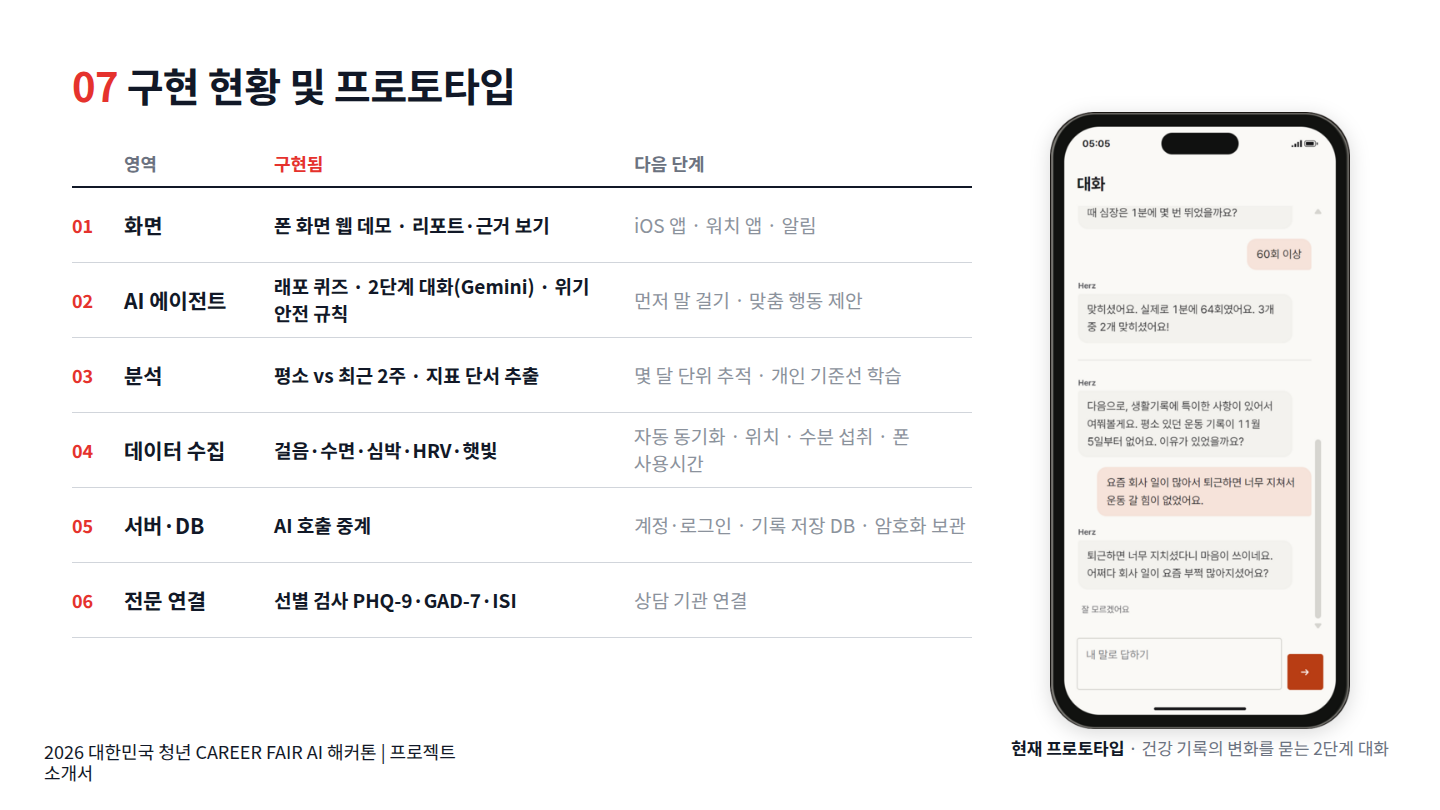 07 구현 현황 및 프로토타입
영역 구현됨 다음 단계
01 화면 폰 화면 웹 데모 · 리포트·근거 보기 iOS 앱 · 워치 앱 · 알림
02 AI 에이전트 래포 퀴즈 · 2단계 대화(Gemini) · 위기
안전 규칙 먼저 말 걸기 · 맞춤 행동 제안
03 분석 평소 vs 최근 2주 · 지표 단서 추출 몇 달 단위 추적 · 개인 기준선 학습
04 데이터 수집 걸음·수면·심박·HRV·햇빛 자동 동기화 · 위치 · 수분 섭취 · 폰
사용시간
05 서버·DB AI 호출 중계 계정·로그인 · 기록 저장 DB · 암호화 보관
06 전문 연결 선별 검사 PHQ-9·GAD-7·ISI 상담 기관 연결
05:05
대화
때 심장은 1분에 몇 번 뛰었을까요?
60회 이상
Herz
맞히셨어요. 실제로 1분에 64회였어요. 3개
중 2개 맞히셨어요!
Herz
다음으로, 생활기록에 특이한 사항이 있어서
여쭤볼게요. 평소 있던 운동 기록이 11월
5일부터 없어요. 이유가 있었을까요?
요즘 회사 일이 많아서 퇴근하면 너무 지쳐서
운동 갈 힘이 없었어요.
Herz
퇴근하면 너무 지치셨다니 마음이 쓰이네요.
어쩌다 회사 일이 요즘 부쩍 많아지셨어요?
잘 모르겠어요
내 말로 답하기
현재 프로토타입 · 건강 기록의 변화를 묻는 2단계 대화
2026 대한민국 청년 CAREER FAIR AI 해커톤 | 프로젝트
소개서